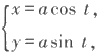 x = a cos t ,
y = a sin t ,